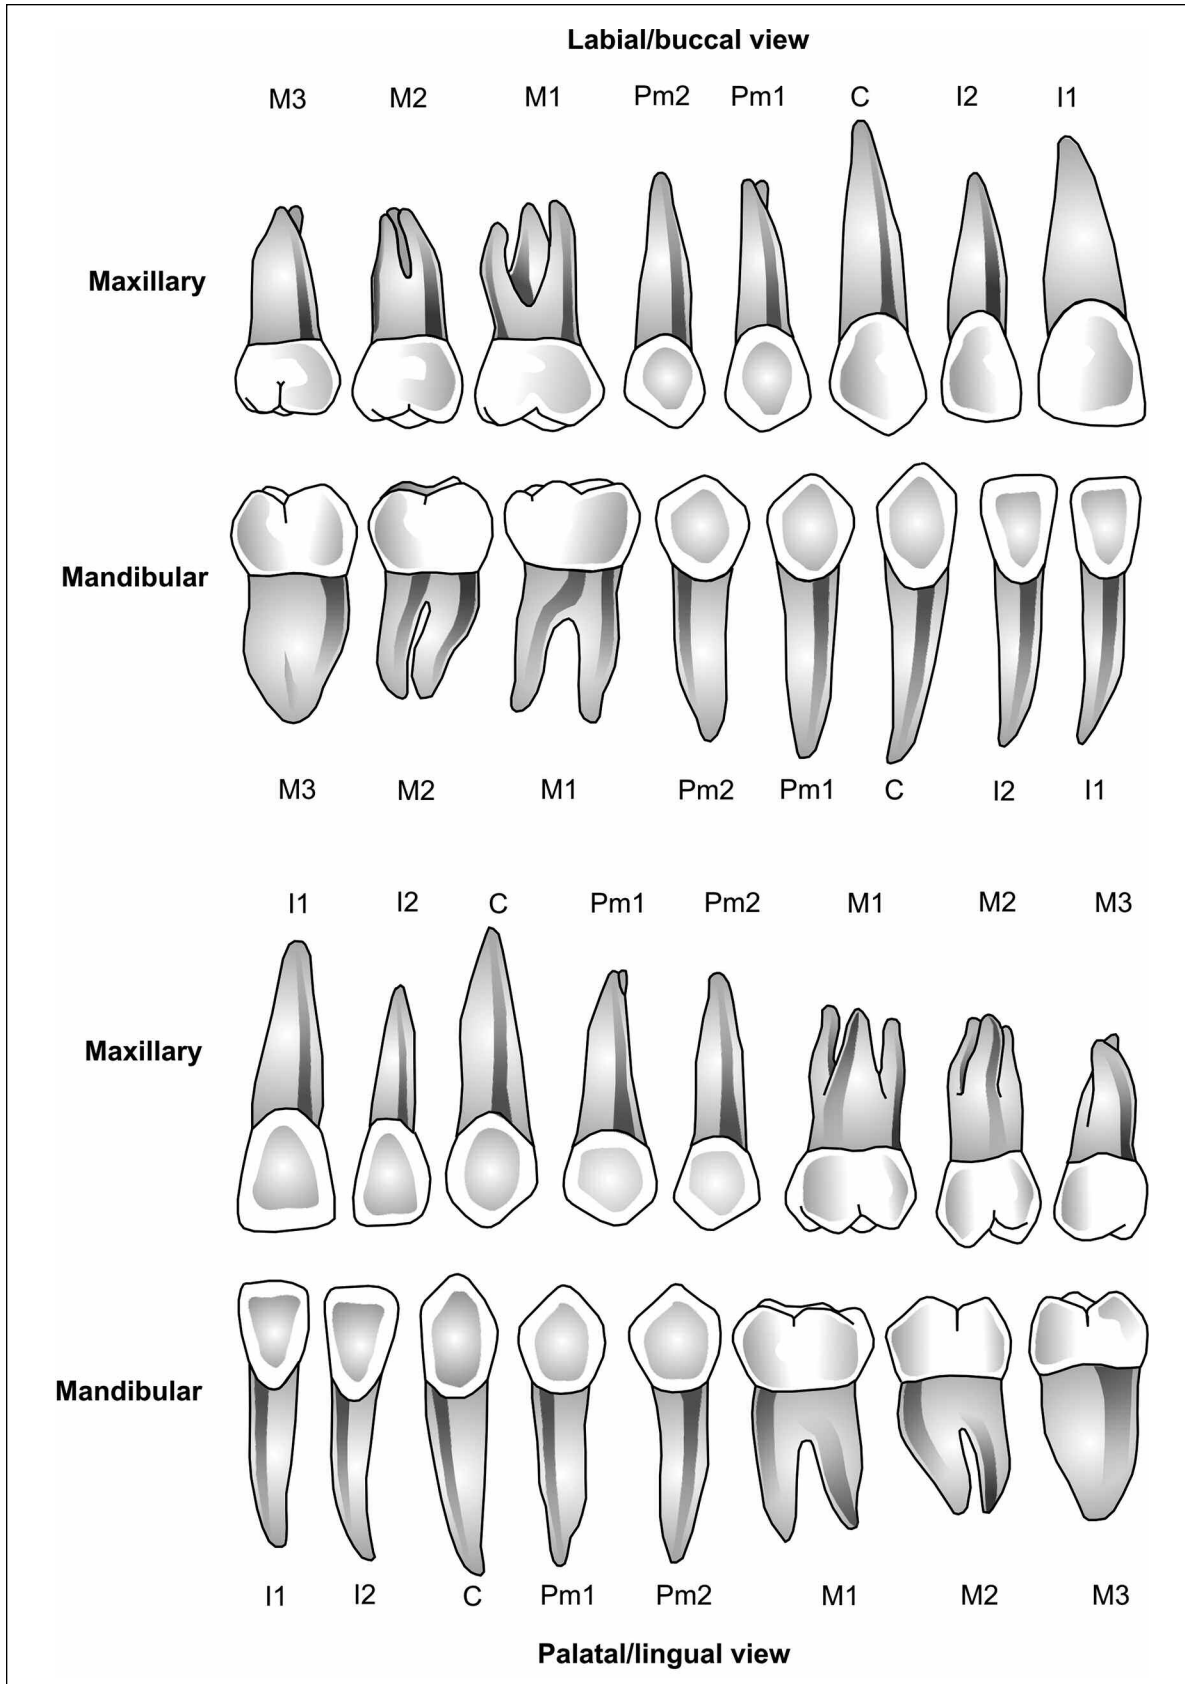 Labial/buccal view
M3 M2 M1 Pm2 Pm1 C I2 I1
Maxillary
Mandibular
M3 M2 M1 Pm2 Pm1 C I2 I1
I1 I2 C Pm1 Pm2 M1 M2 M3
Maxillary
Mandibular
I1 I2 C Pm1 Pm2 M1 M2 M3
Palatal/lingual view